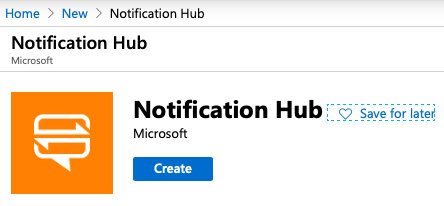 Home > New > Notification Hub
Notification Hub
Microsoft
Notification Hub Save for later
Microsoft
Create